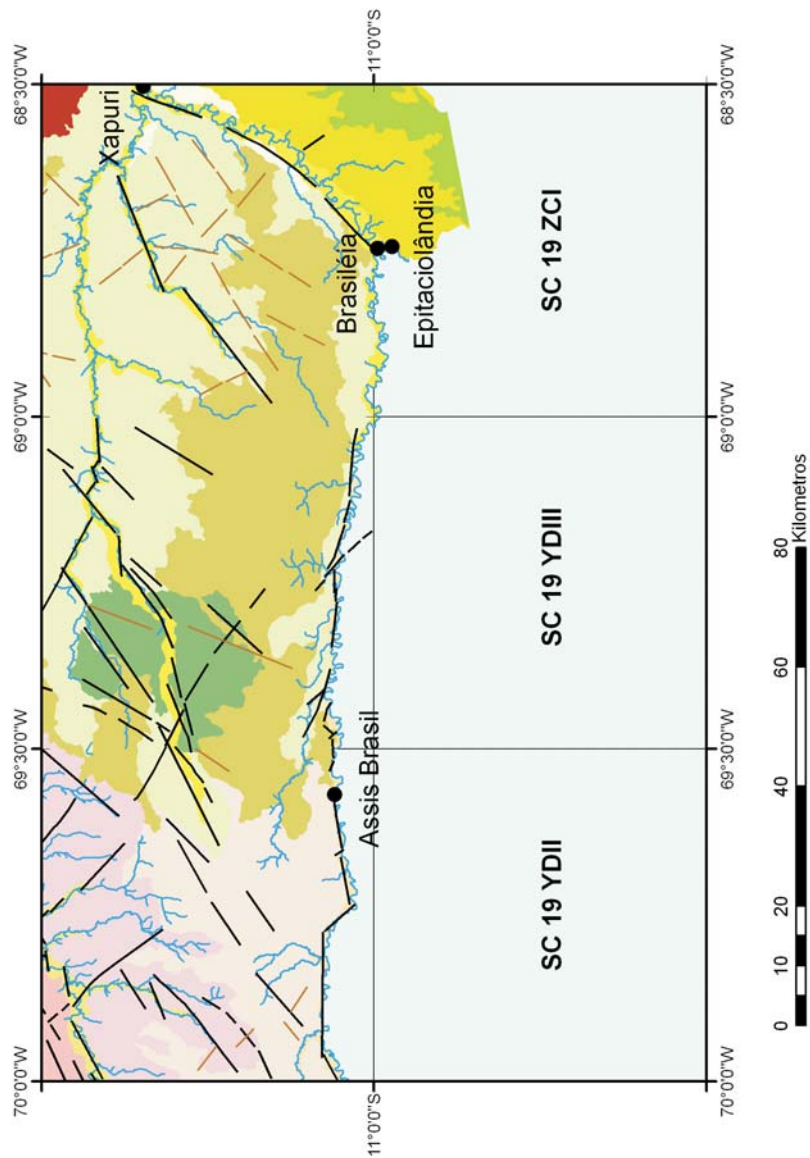 70°0'0"W
69°30'0"W
69°0'0"W
68°30'0"W
Xapuri
11°0'0"S
11°0'0"S
Assis Brasil
Brasiléia
Epitaciolândia
SC 19 YDII
SC 19 YDIII
SC 19 ZCI
70°0'0"W
69°30'0"W
69°0'0"W
68°30'0"W
0 10 20 40 60 80
Kilometros